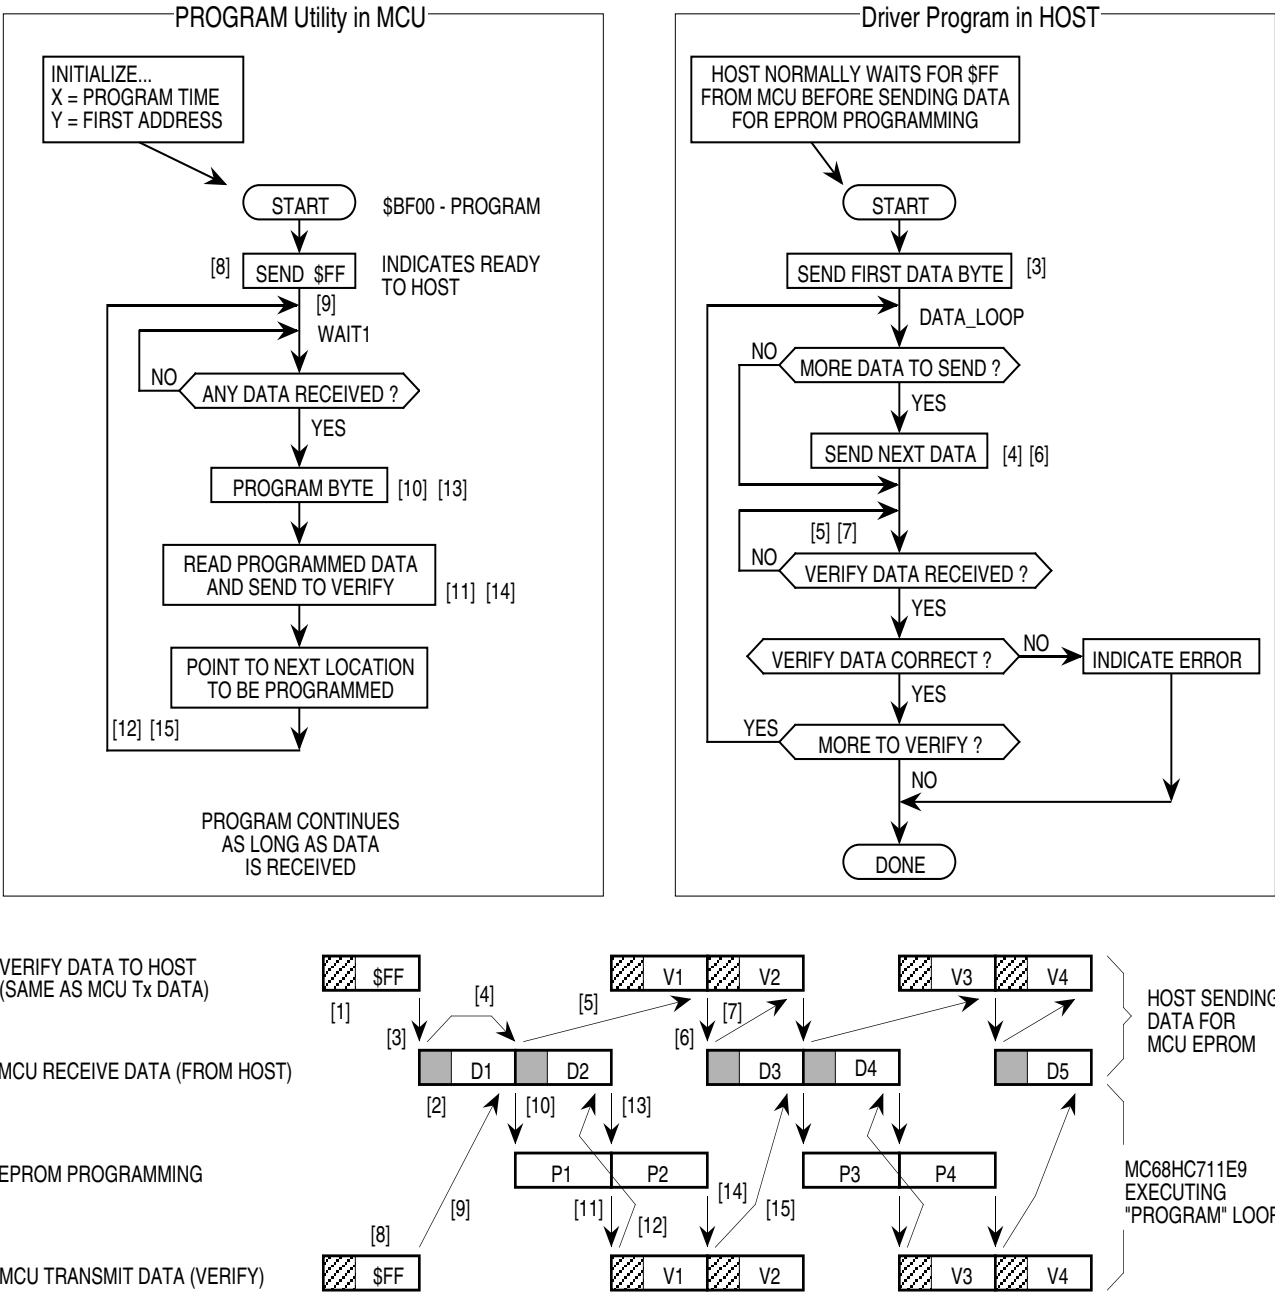 PROGRAM Utility in MCU
INITIALIZE...
X = PROGRAM TIME
Y = FIRST ADDRESS
START
$BF00 - PROGRAM
[8]
SEND $FF
INDICATES READY
TO HOST
[9]
WAIT1
NO
ANY DATA RECEIVED ?
YES
PROGRAM BYTE
[10] [13]
READ PROGRAMMED DATA
AND SEND TO VERIFY
[11] [14]
POINT TO NEXT LOCATION
TO BE PROGRAMMED
[12] [15]
PROGRAM CONTINUES
AS LONG AS DATA
IS RECEIVED
Driver Program in HOST
HOST NORMALLY WAITS FOR $FF
FROM MCU BEFORE SENDING DATA
FOR EPROM PROGRAMMING
START
SEND FIRST DATA BYTE
[3]
DATA_LOOP
NO
MORE DATA TO SEND ?
YES
SEND NEXT DATA
[4] [6]
[5] [7]
NO
VERIFY DATA RECEIVED ?
YES
VERIFY DATA CORRECT ?
NO
INDICATE ERROR
YES
YES
MORE TO VERIFY ?
NO
DONE
VERIFY DATA TO HOST
(SAME AS MCU Tx DATA)
$FF
V1
V2
V3
V4
[1]
[3]
[4]
[5]
[6]
[7]
HOST SENDING
DATA FOR
MCU EPROM
MCU RECEIVE DATA (FROM HOST)
D1
D2
D3
D4
D5
[2]
[10]
[13]
EPROM PROGRAMMING
P1
P2
P3
P4
MC68HC711E9
EXECUTING
"PROGRAM" LOOP
[8]
[9]
[11]
[12]
[14]
[15]
MCU TRANSMIT DATA (VERIFY)
$FF
V1
V2
V3
V4